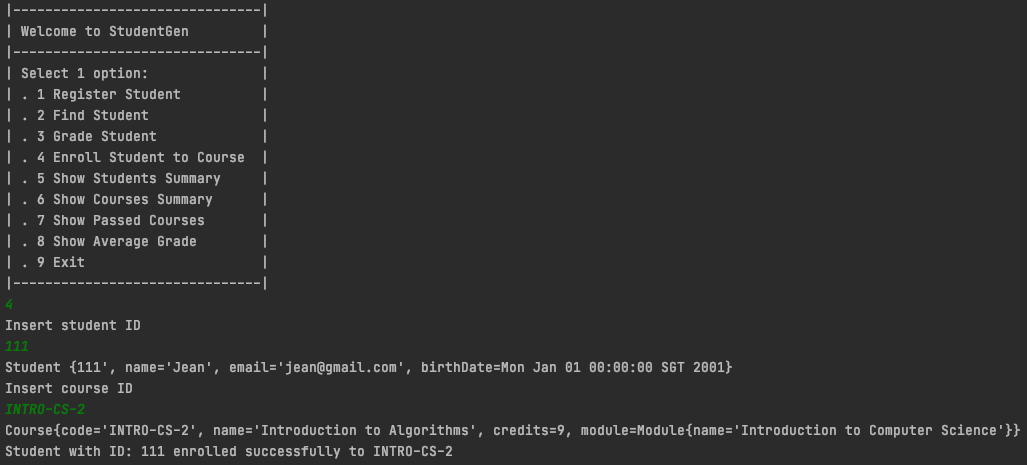 |-------------------------------|
| Welcome to StudentGen         |
|-------------------------------|
| Select 1 option:              |
| . 1 Register Student          |
| . 2 Find Student              |
| . 3 Grade Student             |
| . 4 Enroll Student to Course  |
| . 5 Show Students Summary     |
| . 6 Show Courses Summary      |
| . 7 Show Passed Courses       |
| . 8 Show Average Grade        |
| . 9 Exit                      |
|-------------------------------|
4
Insert student ID
111
Student {111', name='Jean', email='jean@gmail.com', birthDate=Mon Jan 01 00:00:00 SGT 2001}
Insert course ID
INTRO-CS-2
Course{code='INTRO-CS-2', name='Introduction to Algorithms', credits=9, module=Module{name='Introduction to Computer Science'}}
Student with ID: 111 enrolled successfully to INTRO-CS-2